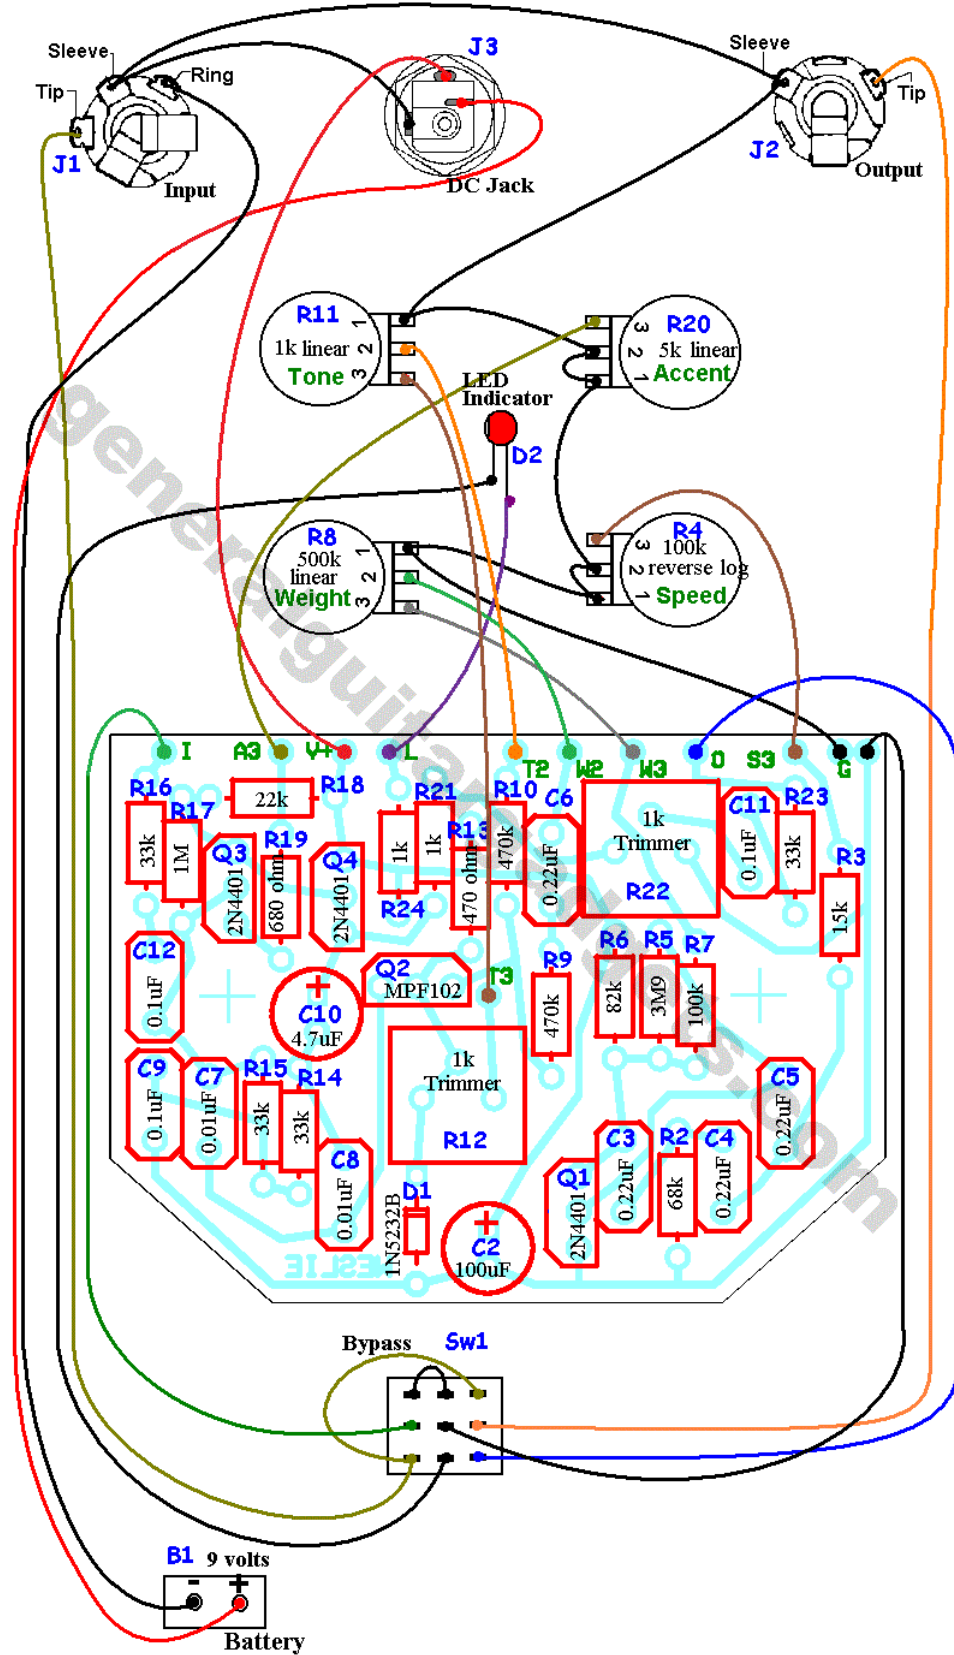 Sleeve
Ring
Tip
J1
Input
J3
DC Jack
Sleeve
Tip
J2
Output
R11
1k linear
Tone
1
2
3
R20
5k linear
Accent
3
2
1
LED
Indicator
D2
R8
500k
linear
Weight
1
2
3
R4
100k
reverse log
Speed
3
2
1
generalguitargadgets.com
I
A3
V+
L
T2
W2
W3
O
S3
G
R16
33k
R17
1M
22k
R18
Q3
2N4401
R19
680 ohm
Q4
2N4401
R21
1k
1k
R24
R13
470 ohm
R10
470k
C6
0.22uF
1k
Trimmer
R22
C11
0.1uF
R23
33k
R3
15k
C12
0.1uF
C10
4.7uF
+
Q2
MPF102
T3
R9
470k
R6
82k
R5
3M9
R7
100k
C9
0.1uF
C7
0.01uF
R15
33k
R14
33k
C8
0.01uF
1k
Trimmer
R12
D1
1N5232B
C2
100uF
+
Q1
2N4401
C3
0.22uF
R2
68k
C4
0.22uF
C5
0.22uF
Bypass
Sw1
B1
9 volts
- +
Battery